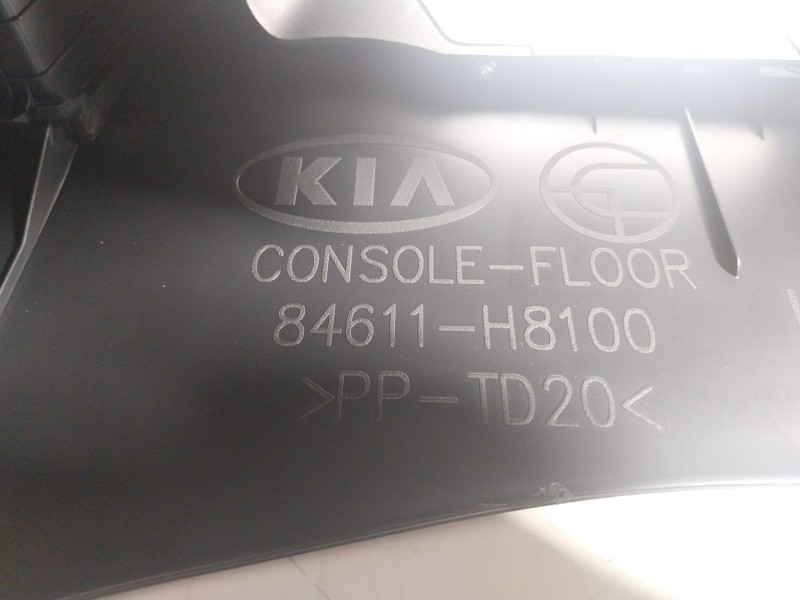 KIA
CONSOLE-FLOOR
84611-H8100
>PP-TD20<